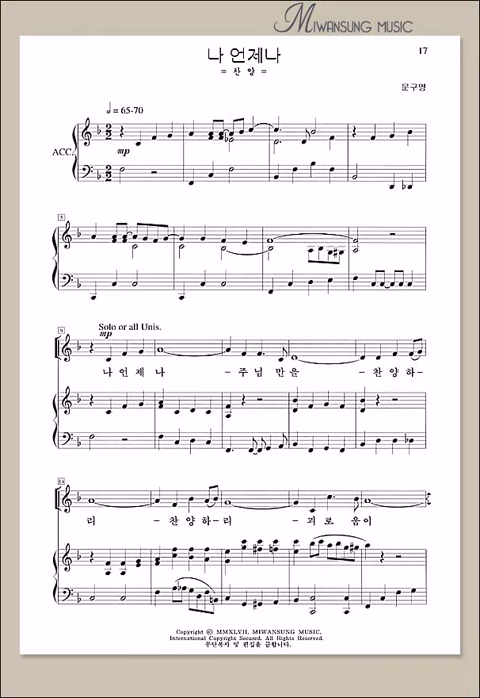 MIWANSUNG MUSIC
나 언제나
17
= 찬 양 =
문구명
= 65-70
ACC.
mp
5
9
Solo or all Unis.
mp
나 언 제 나 - 주 님 만 을 - 찬 양 하 -
14
리 - 찬 양 하 - 리 - 괴 로 움 이
Copyright ⓒ MMXLVII. MIWANSUNG MUSIC.
International Copyright Secured. All Rights Reserved.
무단복사 및 편집을 금합니다.